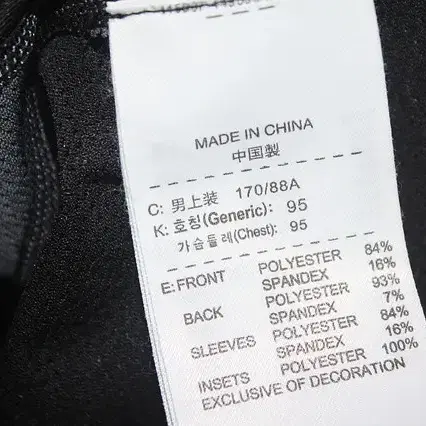 MADE IN CHINA
中国製
C: 男上装 170/88A
K: 호칭(Generic): 95
가슴둘레(Chest): 95
E: FRONT POLYESTER 84%
SPANDEX 16%
BACK POLYESTER 93%
SPANDEX 7%
SLEEVES POLYESTER 84%
SPANDEX 16%
INSETS POLYESTER 100%
EXCLUSIVE OF DECORATION